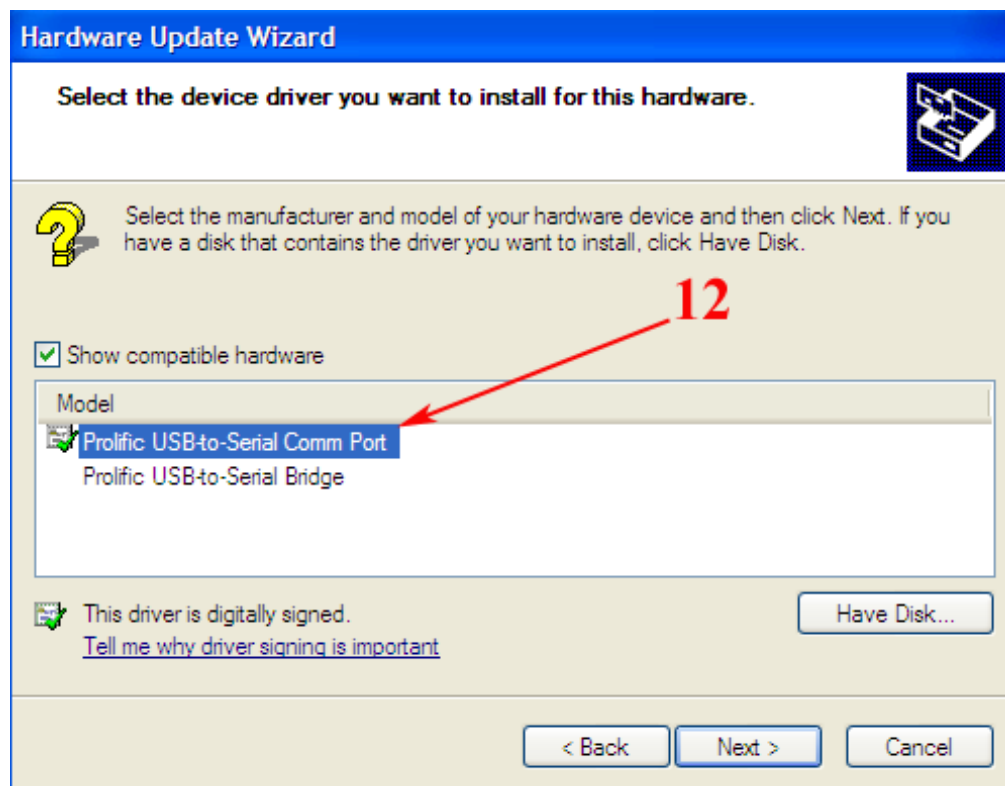 Hardware Update Wizard
Select the device driver you want to install for this hardware.
Select the manufacturer and model of your hardware device and then click Next. If you
have a disk that contains the driver you want to install, click Have Disk.
12
Show compatible hardware
Model
Prolific USB-to-Serial Comm Port
Prolific USB-to-Serial Bridge
This driver is digitally signed.
Have Disk...
Tell me why driver signing is important
< Back
Next >
Cancel